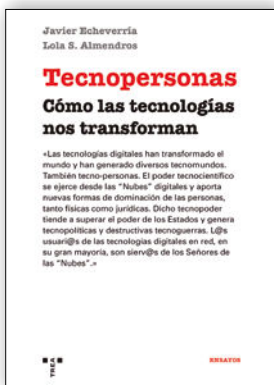 Javier Echeverría
Lola S. Almendros
Tecnopersonas
Cómo las tecnologías
nos transforman
«Las tecnologías digitales han transformado el
mundo y han generado diversos tecnomundos.
También tecno-personas. El poder tecnocientífico
se ejerce desde las "Nubes" digitales y aporta
nuevas formas de dominación de las personas,
tanto físicas como jurídicas. Dicho tecnopoder
tiende a superar el poder de los Estados y genera
tecnopolíticas y destructivas tecnoguerras. L@s
usuari@s de las tecnologías digitales en red, en
su gran mayoría, son sierv@s de los Señores de
las "Nubes".»
TREA
ENSAYOS